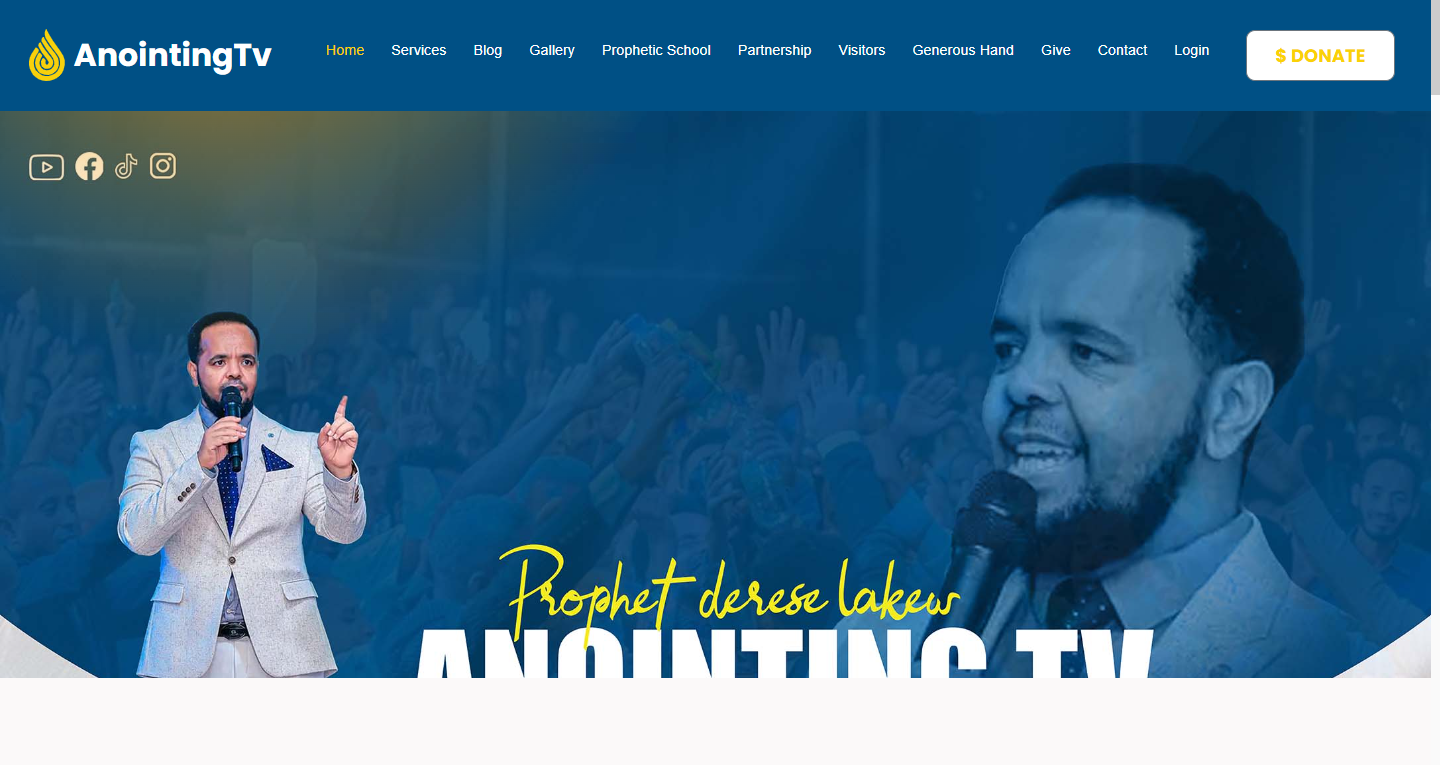 AnointingTv
Home Services Blog Gallery Prophetic School Partnership Visitors Generous Hand Give Contact Login
$ DONATE
Prophet derese lakew
ANOINTING TV